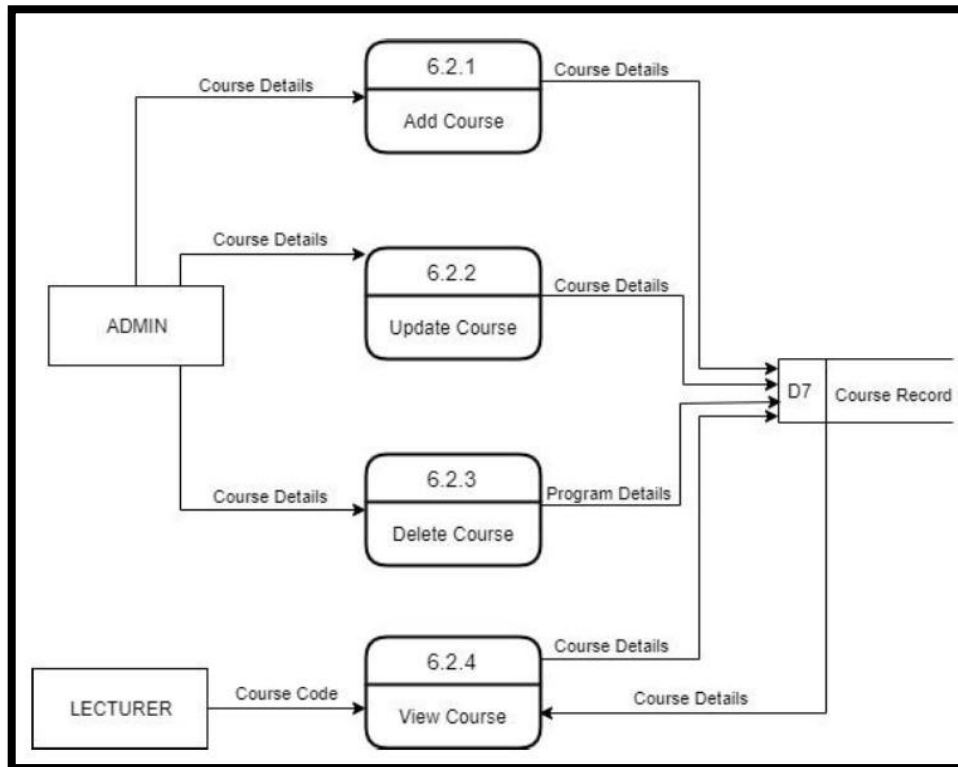 6.2.1
Course Details
Course Details
Add Course
Course Details
6.2.2
Course Details
ADMIN
Update Course
D7
Course Record
6.2.3
Course Details
Program Details
Delete Course
6.2.4
Course Details
LECTURER
Course Code
View Course
Course Details